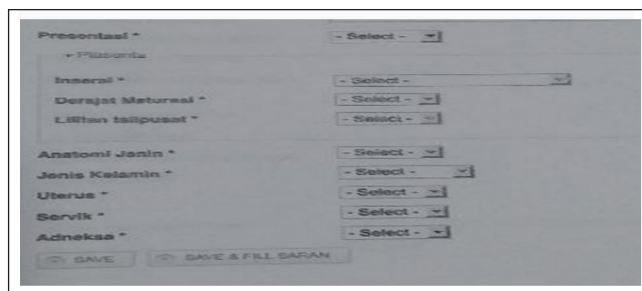 Presentasi * - Select -
Plasenta
Insersi * - Select -
Derajat Maturasi * - Select -
Lilitan talipusat * - Select -
Anatomi Janin * - Select -
Jenis Kelamin * - Select -
Uterus * - Select -
Servik * - Select -
Adneksa * - Select -
SAVE SAVE & FILL SARAN